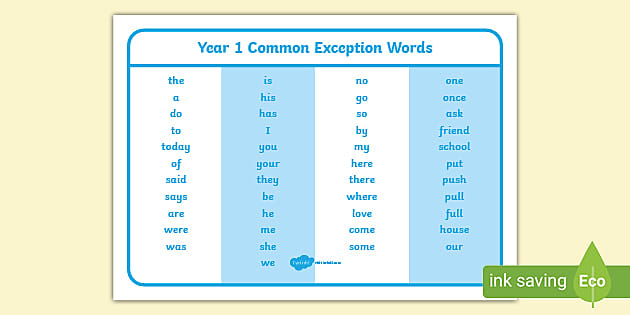 Year 1 Common Exception Words
the is no one
a his go once
do has so ask
to I by friend
today you my school
of your here put
said they there push
says be where pull
are he love full
were me come house
was she some our
we
ink saving Eco